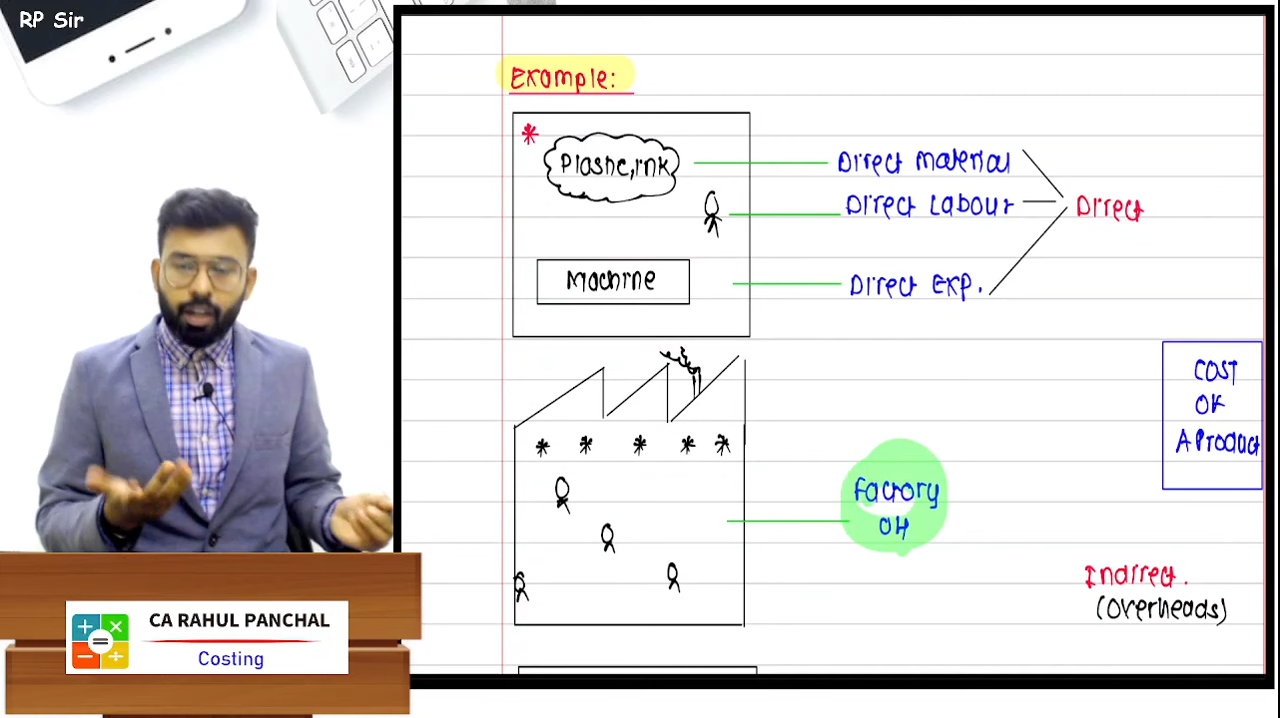 RP Sir
Example:
Plastic, ink
Direct Material
Direct Labour
Direct
Machine
Direct Exp.
COST
OF
A Product
Factory
OH
Indirect.
(Overheads)
CA RAHUL PANCHAL
Costing